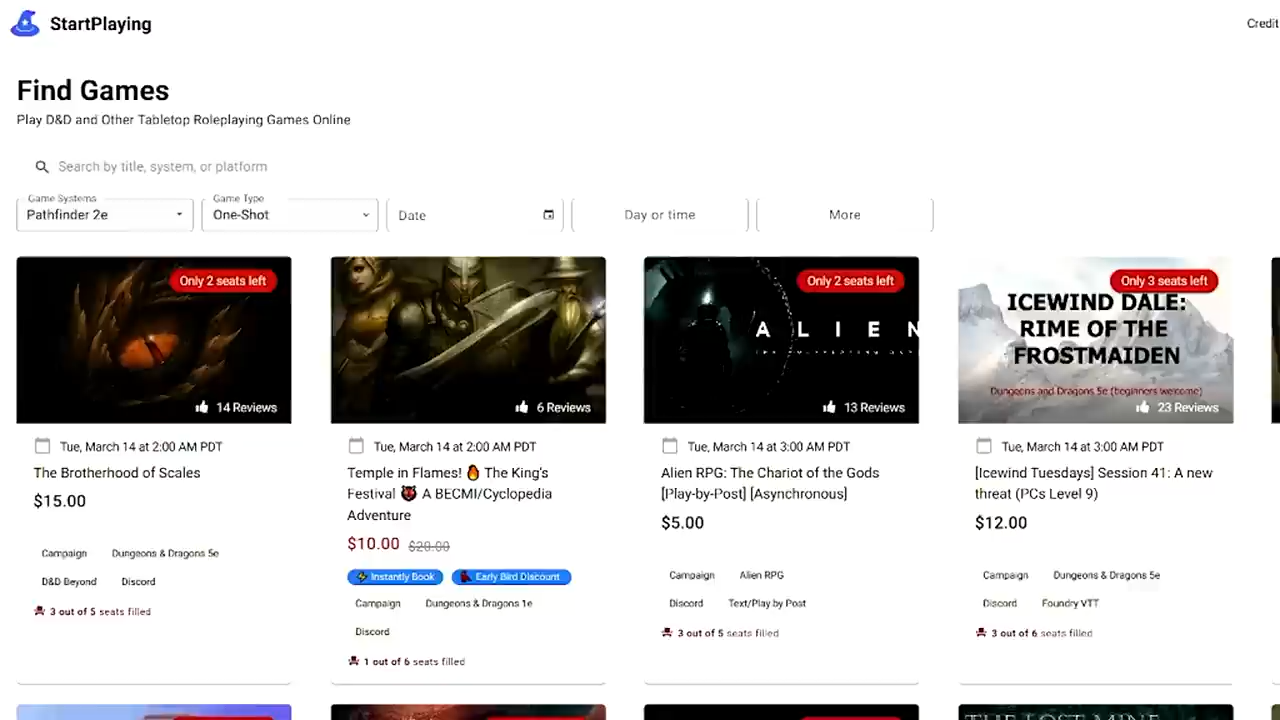 StartPlaying
Credit
Find Games
Play D&D and Other Tabletop Roleplaying Games Online
Search by title, system, or platform
Game Systems
Pathfinder 2e
Game Type
One-Shot
Date
Day or time
More
Only 2 seats left
14 Reviews
Tue, March 14 at 2:00 AM PDT
The Brotherhood of Scales
$15.00
Campaign Dungeons & Dragons 5e
D&D Beyond Discord
3 out of 5 seats filled
6 Reviews
Tue, March 14 at 2:00 AM PDT
Temple in Flames! 🔥 The King's
Festival 👹 A BECMI/Cyclopedia
Adventure
$10.00 $20.00
Instantly Book Early Bird Discount
Campaign Dungeons & Dragons 1e
Discord
1 out of 6 seats filled
Only 2 seats left
ALIEN
13 Reviews
Tue, March 14 at 3:00 AM PDT
Alien RPG: The Chariot of the Gods
[Play-by-Post] [Asynchronous]
$5.00
Campaign Alien RPG
Discord Text/Play by Post
3 out of 5 seats filled
Only 3 seats left
ICEWIND DALE:
RIME OF THE
FROSTMAIDEN
Dungeons and Dragons 5e (beginners welcome)
23 Reviews
Tue, March 14 at 3:00 AM PDT
[Icewind Tuesdays] Session 41: A new
threat (PCs Level 9)
$12.00
Campaign Dungeons & Dragons 5e
Discord Foundry VTT
3 out of 6 seats filled
THE LOST MINE